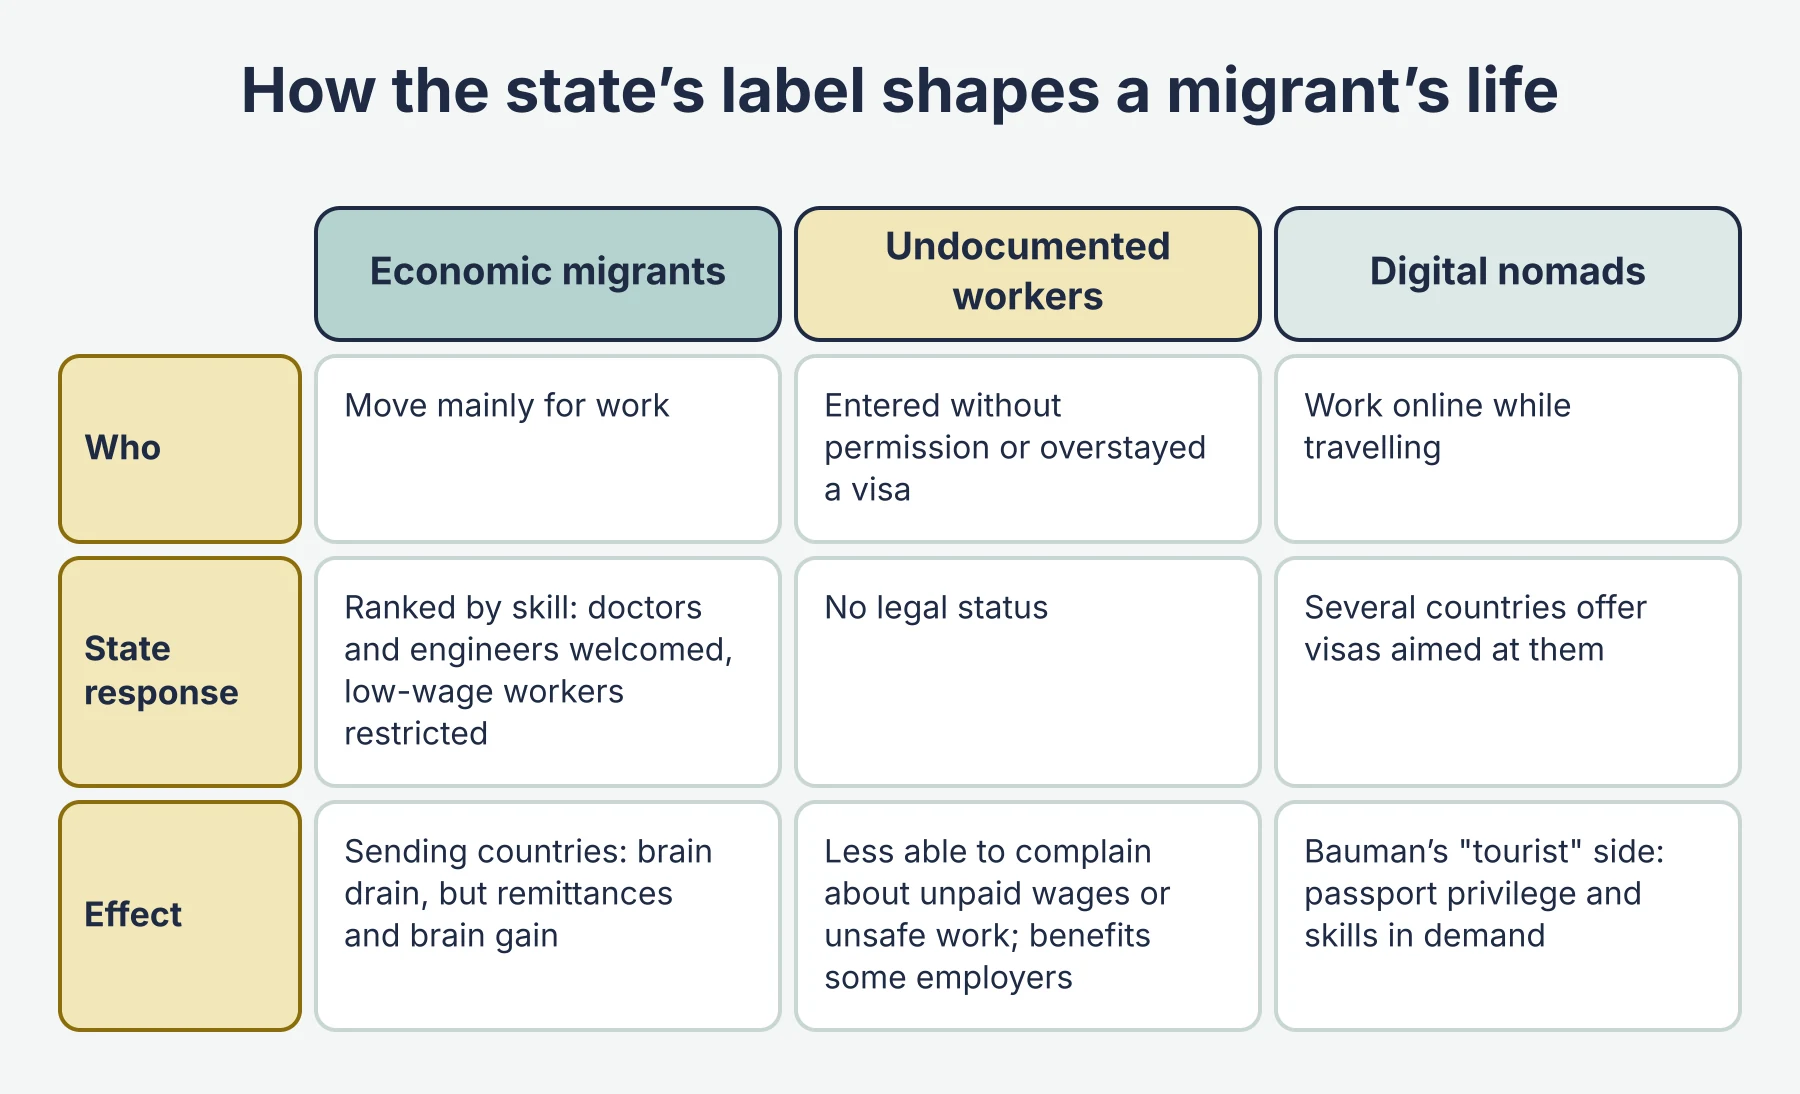 How the state’s label shapes a migrant’s life
Economic migrants
Undocumented
workers
Digital nomads
Who
Move mainly for work
Entered without
permission or overstayed
a visa
Work online while
travelling
State
response
Ranked by skill: doctors
and engineers welcomed,
low-wage workers
restricted
No legal status
Several countries offer
visas aimed at them
Effect
Sending countries: brain
drain, but remittances
and brain gain
Less able to complain
about unpaid wages or
unsafe work; benefits
some employers
Bauman’s "tourist" side:
passport privilege and
skills in demand